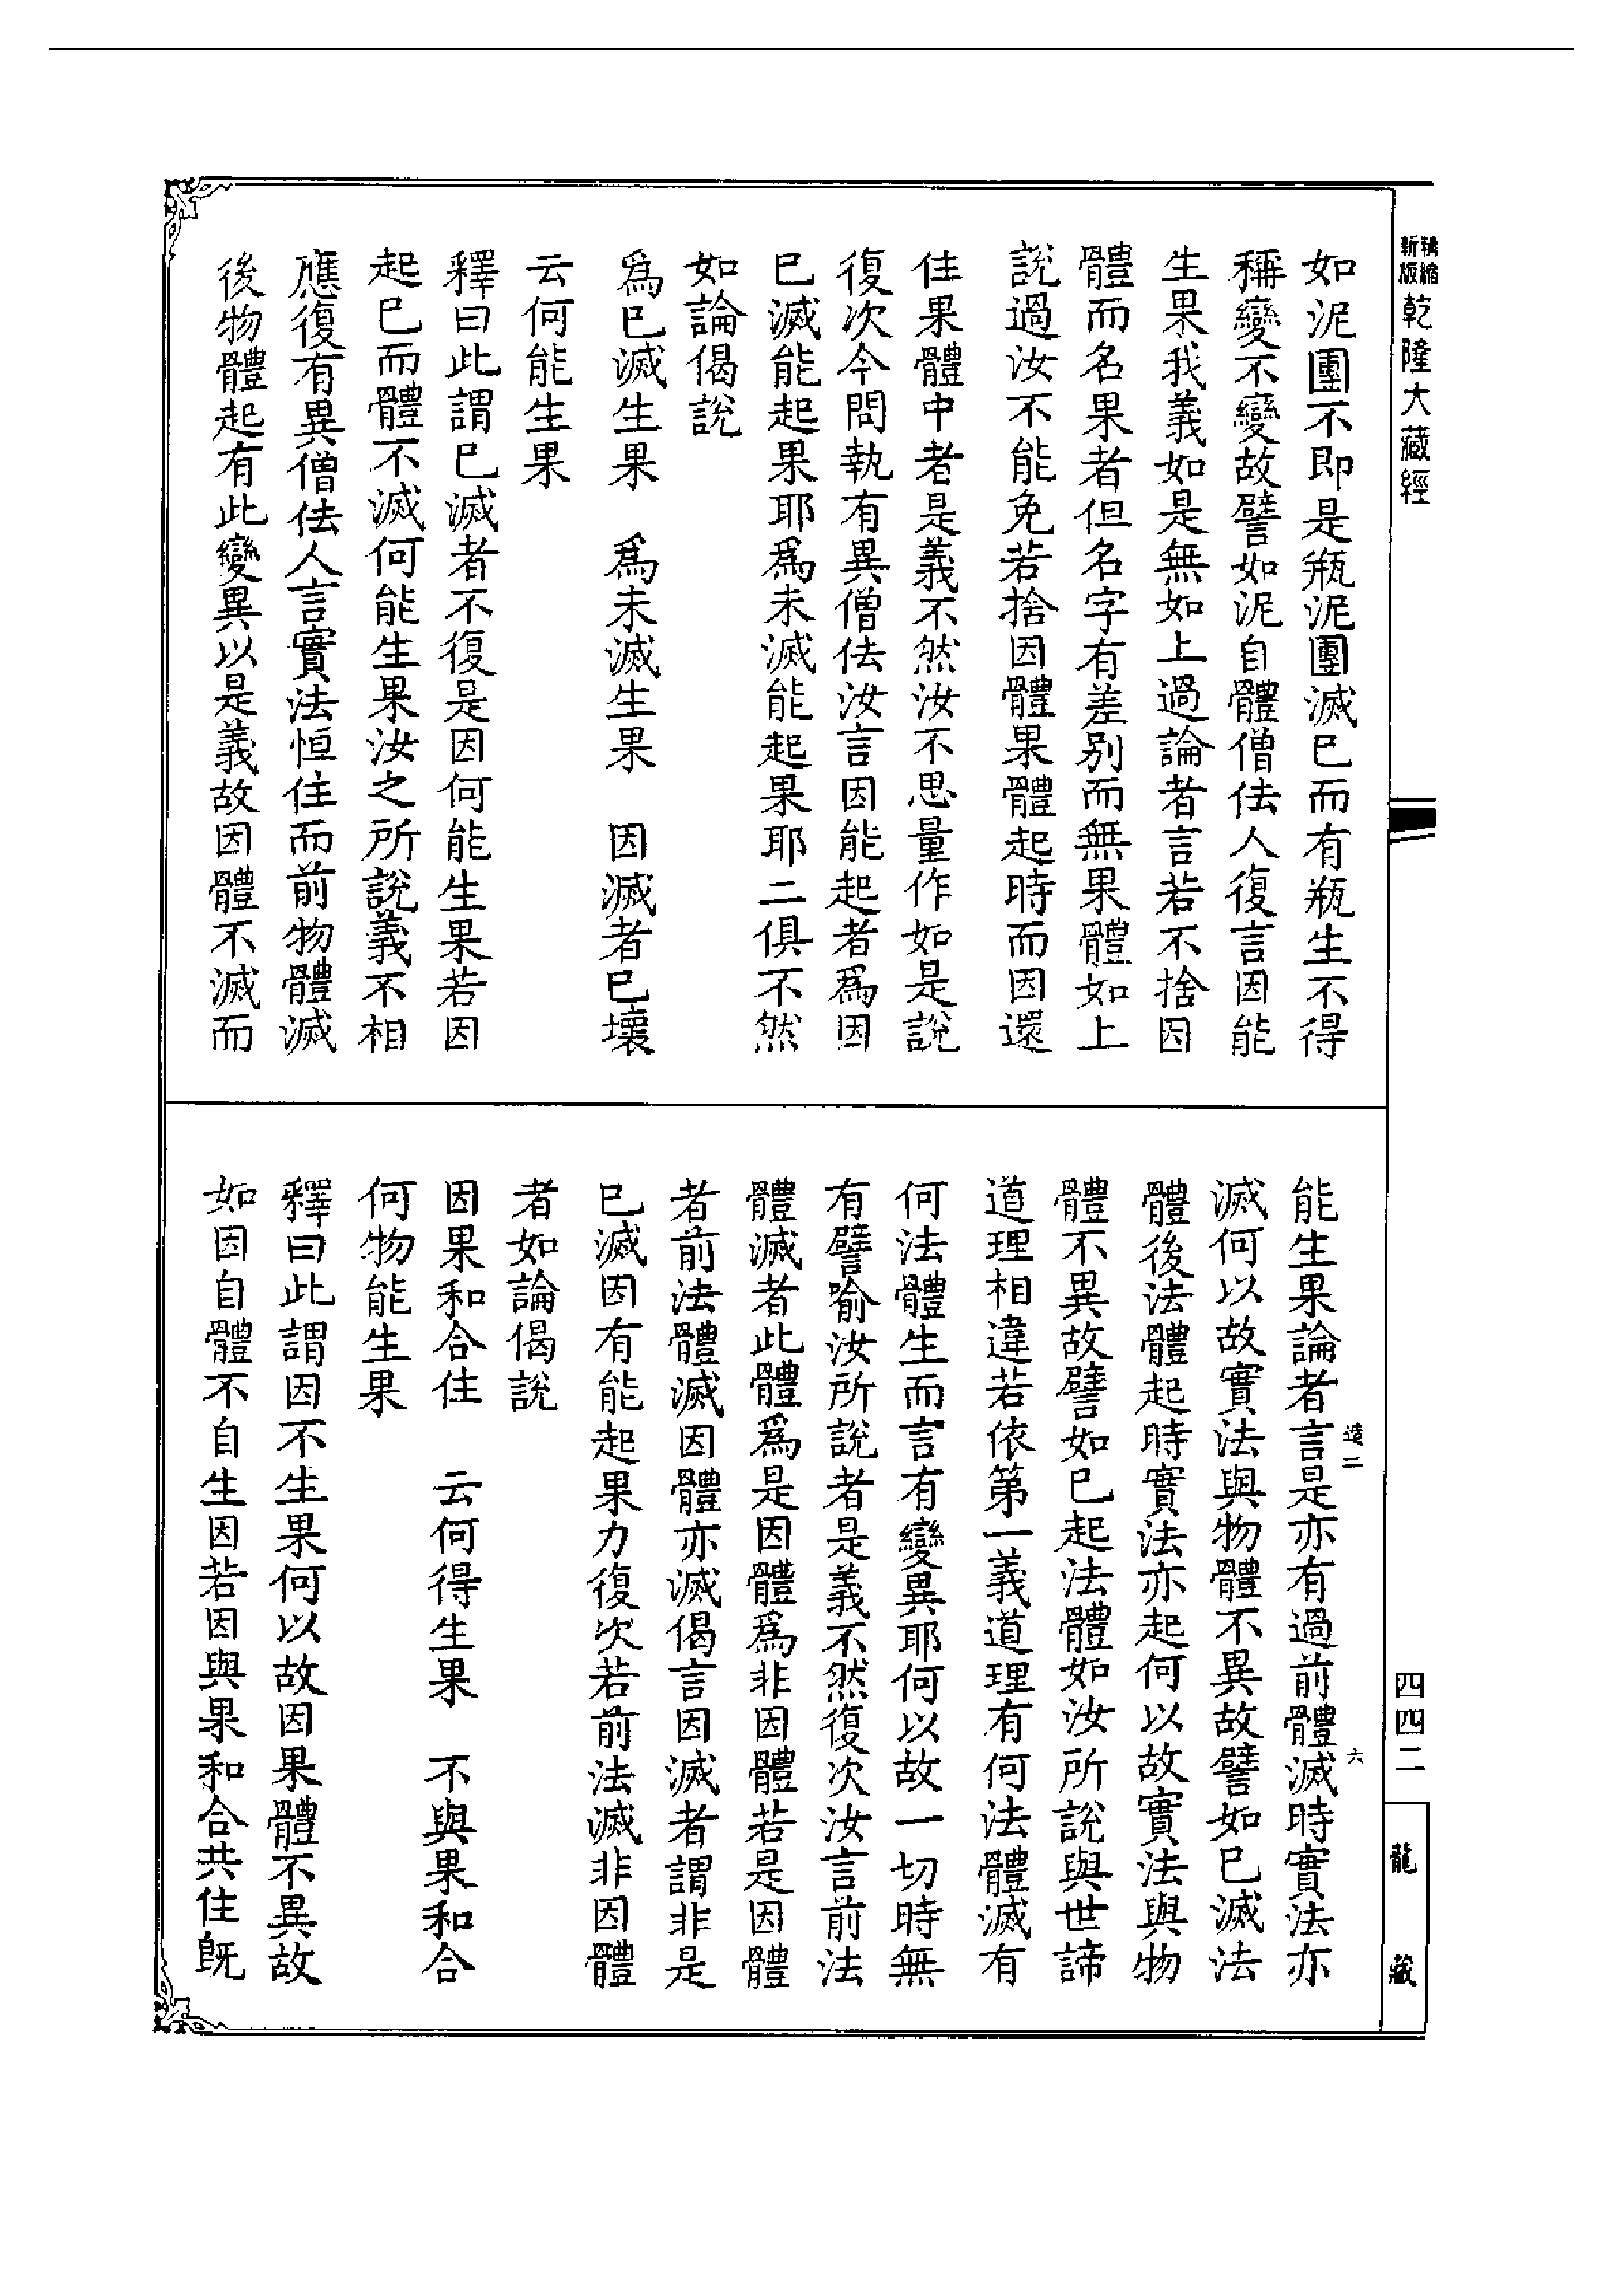 精縮
新版
乾隆大藏經
如泥團不即是瓶泥團滅已而有瓶生不得
稱變不變故譬如泥自體僧佉人復言因能
生果我義如是無如上過論者言若不捨因
體而名果者但名字有差别而無果體如上
說過汝不能免若捨因體果體起時而因還
住果體中者是義不然汝不思量作如是說
復次今問執有異僧佉汝言因能起者爲因
已滅能起果耶爲未滅能起果耶二俱不然
如論偈說
爲已滅生果　爲未滅生果　因滅者已壞
云何能生果
釋曰此謂已滅者不復是因何能生果若因
起已而體不滅何能生果汝之所說義不相
應復有異僧佉人言實法恒住而前物體滅
後物體起有此變異以是義故因體不滅而
能生果論者言是亦有過前體滅時實法亦
滅何以故實法與物體不異故譬如已滅法
體後法體起時實法亦起何以故實法與物
體不異故譬如已起法體如汝所說與世諦
道理相違若依第一義道理有何法體滅有
何法體生而言有變異耶何以故一切時無
有譬喻汝所說者是義不然復次汝言前法
體滅者此體爲是因體爲非因體若是因體
者前法體滅因體亦滅偈言因滅者謂非是
已滅因有能起果力復次若前法滅非因體
者如論偈說
因果和合住　云何得生果　不與果和合
何物能生果
釋曰此謂因不生果何以故因果體不異故
如因自體不自生因若因與果和合共住旣
造二
六
四四二
龍藏